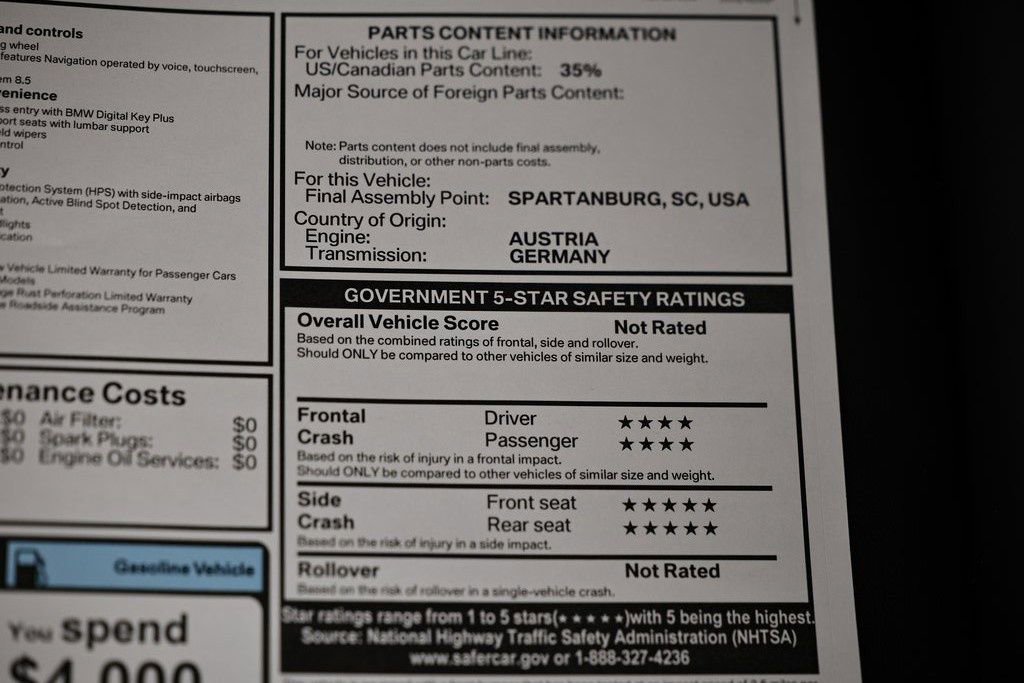 and controls
g wheel
features Navigation operated by voice, touchscreen,
em 8.5
venience
ss entry with BMW Digital Key Plus
port seats with lumbar support
eld wipers
ntrol
y
otection System (HPS) with side-impact airbags
ation, Active Blind Spot Detection, and
t
dlights
ication
w Vehicle Limited Warranty for Passenger Cars
Models
ge Rust Perforation Limited Warranty
e Roadside Assistance Program
enance Costs
$0 Air Filter: $0
$0 Spark Plugs: $0
$0 Engine Oil Services: $0
Gasoline Vehicle
You spend
$4,000
PARTS CONTENT INFORMATION
For Vehicles in this Car Line:
US/Canadian Parts Content: 35%
Major Source of Foreign Parts Content:
Note: Parts content does not include final assembly,
distribution, or other non-parts costs.
For this Vehicle:
Final Assembly Point: SPARTANBURG, SC, USA
Country of Origin:
Engine: AUSTRIA
Transmission: GERMANY
GOVERNMENT 5-STAR SAFETY RATINGS
Overall Vehicle Score Not Rated
Based on the combined ratings of frontal, side and rollover.
Should ONLY be compared to other vehicles of similar size and weight.
Frontal Driver ★★★★
Crash Passenger ★★★★
Based on the risk of injury in a frontal impact.
Should ONLY be compared to other vehicles of similar size and weight.
Side Front seat ★★★★★
Crash Rear seat ★★★★★
Based on the risk of injury in a side impact.
Rollover Not Rated
Based on the risk of rollover in a single-vehicle crash.
Star ratings range from 1 to 5 stars(★★★★★)with 5 being the highest.
Source: National Highway Traffic Safety Administration (NHTSA)
www.safercar.gov or 1-888-327-4236